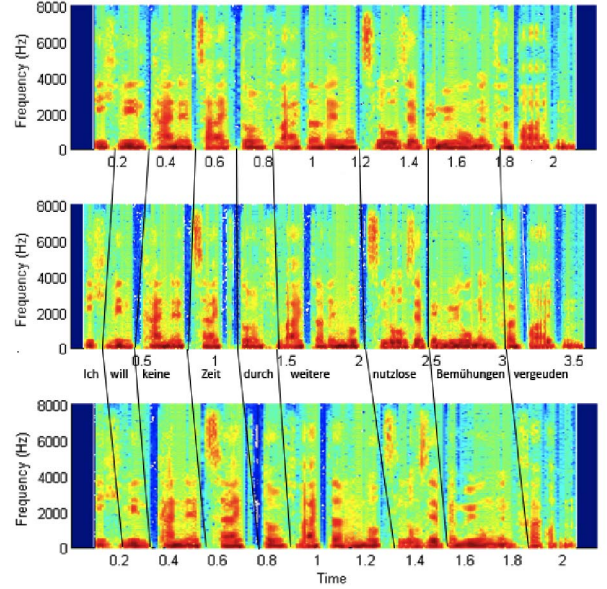 8000
6000
4000
2000
0
Frequency (Hz)
0.2 0.4 0.6 0.8 1 1.2 1.4 1.6 1.8 2
8000
6000
4000
2000
0
Frequency (Hz)
0.5 1 1.5 2 2.5 3 3.5
Ich will keine Zeit durch weitere nutzlose Bemühungen vergeuden
8000
6000
4000
2000
0
Frequency (Hz)
0.2 0.4 0.6 0.8 1 1.2 1.4 1.6 1.8 2
Time